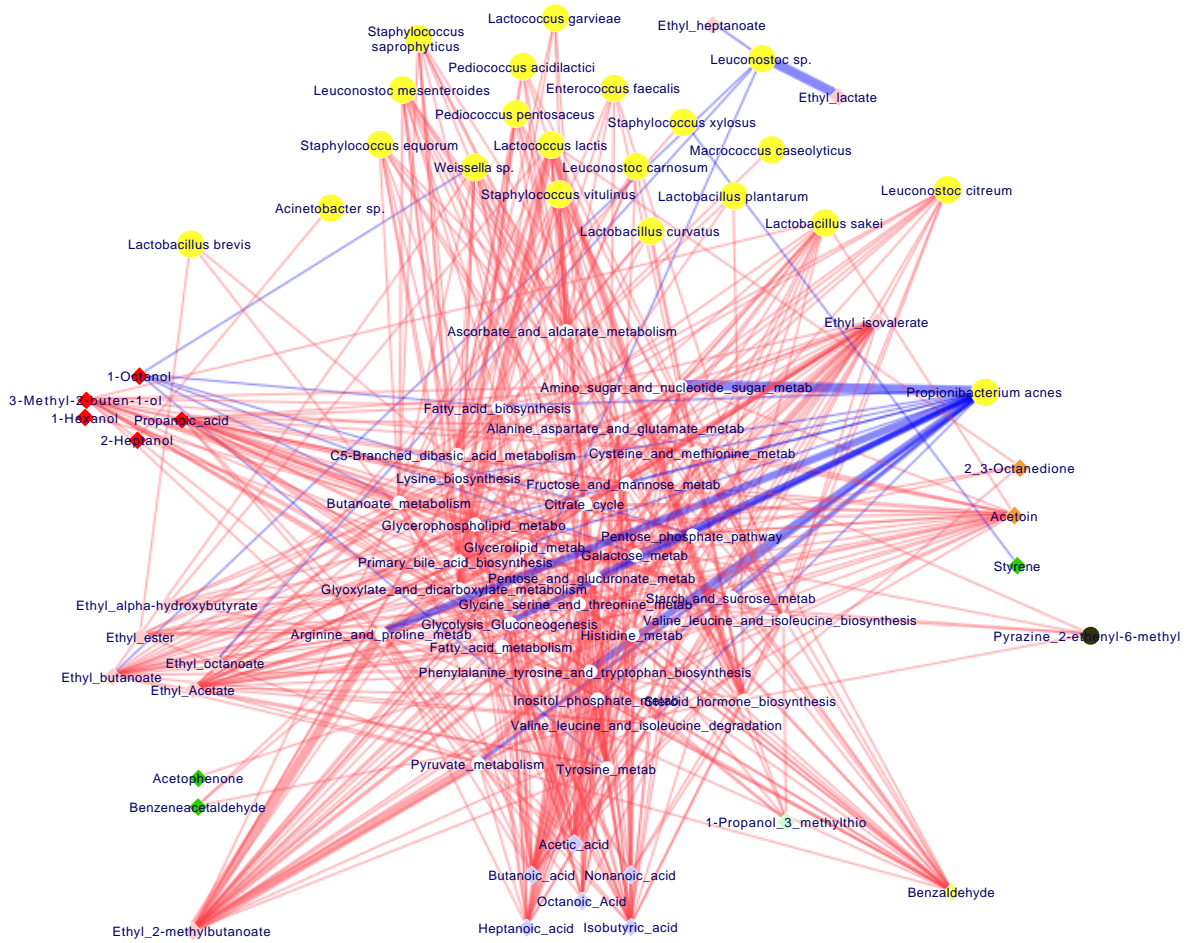 Lactococcus garvieae
Ethyl_heptanoate
Staphylococcus
saprophyticus
Leuconostoc sp.
Pediococcus acidilactici
Leuconostoc mesenteroides
Enterococcus faecalis
Ethyl_lactate
Pediococcus pentosaceus
Staphylococcus xylosus
Staphylococcus equorum
Lactococcus lactis
Macrococcus caseolyticus
Weissella sp.
Leuconostoc carnosum
Staphylococcus vitulinus
Lactobacillus plantarum
Leuconostoc citreum
Acinetobacter sp.
Lactobacillus curvatus
Lactobacillus sakei
Lactobacillus brevis
Ethyl_isovalerate
Ascorbate_and_aldarate_metabolism
1-Octanol
Amino_sugar_and_nucleotide_sugar_metab
Propionibacterium acnes
3-Methyl-2-buten-1-ol
Fatty_acid_biosynthesis
1-Hexanol
Propanoic_acid
Alanine_aspartate_and_glutamate_metab
2-Heptanol
C5-Branched_dibasic_acid_metabolism
Cysteine_and_methionine_metab
2_3-Octanedione
Lysine_biosynthesis
Fructose_and_mannose_metab
Butanoate_metabolism
Citrate_cycle
Acetoin
Glycerophospholipid_metabo
Pentose_phosphate_pathway
Glycerolipid_metab
Galactose_metab
Primary_bile_acid_biosynthesis
Styrene
Pentose_and_glucuronate_metab
Glyoxylate_and_dicarboxylate_metabolism
Starch_and_sucrose_metab
Ethyl_alpha-hydroxybutyrate
Glycine_serine_and_threonine_metab
Glycolysis_Gluconeogenesis
Valine_leucine_and_isoleucine_biosynthesis
Ethyl_ester
Arginine_and_proline_metab
Histidine_metab
Pyrazine_2-ethenyl-6-methyl
Fatty_acid_metabolism
Ethyl_octanoate
Ethyl_butanoate
Phenylalanine_tyrosine_and_tryptophan_biosynthesis
Ethyl_Acetate
Inositol_phosphate_metab
Steroid_hormone_biosynthesis
Valine_leucine_and_isoleucine_degradation
Pyruvate_metabolism
Tyrosine_metab
Acetophenone
Benzeneacetaldehyde
1-Propanol_3_methylthio
Acetic_acid
Butanoic_acid
Nonanoic_acid
Benzaldehyde
Octanoic_Acid
Heptanoic_acid
Isobutyric_acid
Ethyl_2-methylbutanoate